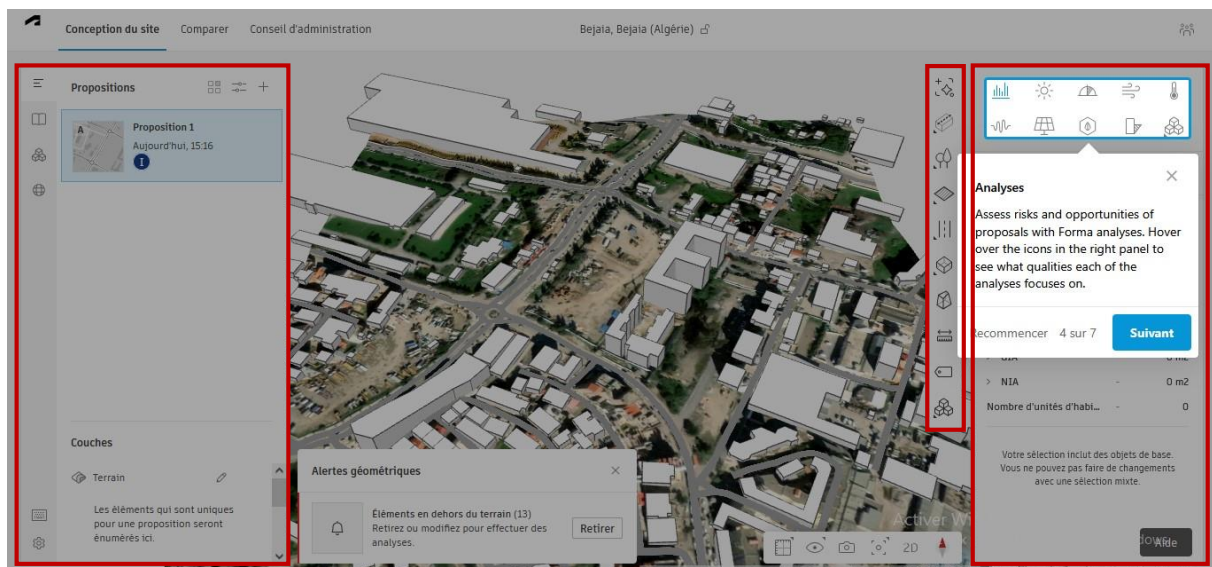 Conception du site Comparer Conseil d'administration Bejaia, Bejaia (Algérie)
Propositions
A
Proposition 1
Aujourd'hui, 15:16
I
Analyses
Assess risks and opportunities of
proposals with Forma analyses. Hover
over the icons in the right panel to
see what qualities each of the
analyses focuses on.
Recommencer 4 sur 7 Suivant
GIA - 0 m2
NIA - 0 m2
Nombre d'unités d'habi... - 0
Votre sélection inclut des objets de base.
Vous ne pouvez pas faire de changements
avec une sélection mixte.
Couches
Terrain
Les éléments qui sont uniques
pour une proposition seront
énumérés ici.
Alertes géométriques
Éléments en dehors du terrain (13)
Retirez ou modifiez pour effectuer des
analyses.
Retirer
Activer W
2D
Aide